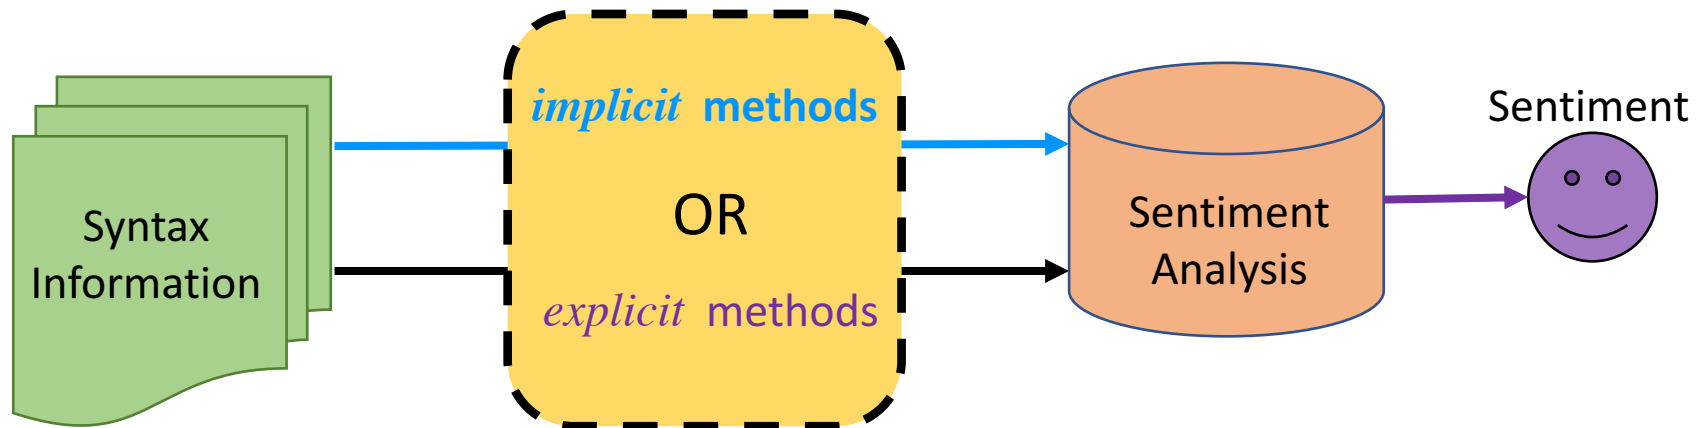 Syntax
Information
implicit methods
OR
explicit methods
Sentiment
Analysis
Sentiment